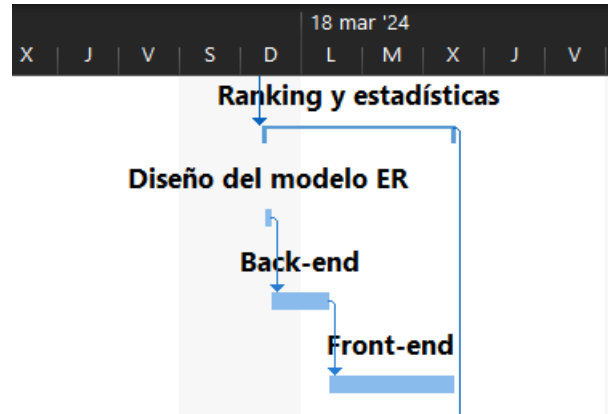 18 mar '24
X J V S D L M X J V
Ranking y estadísticas
Diseño del modelo ER
Back-end
Front-end